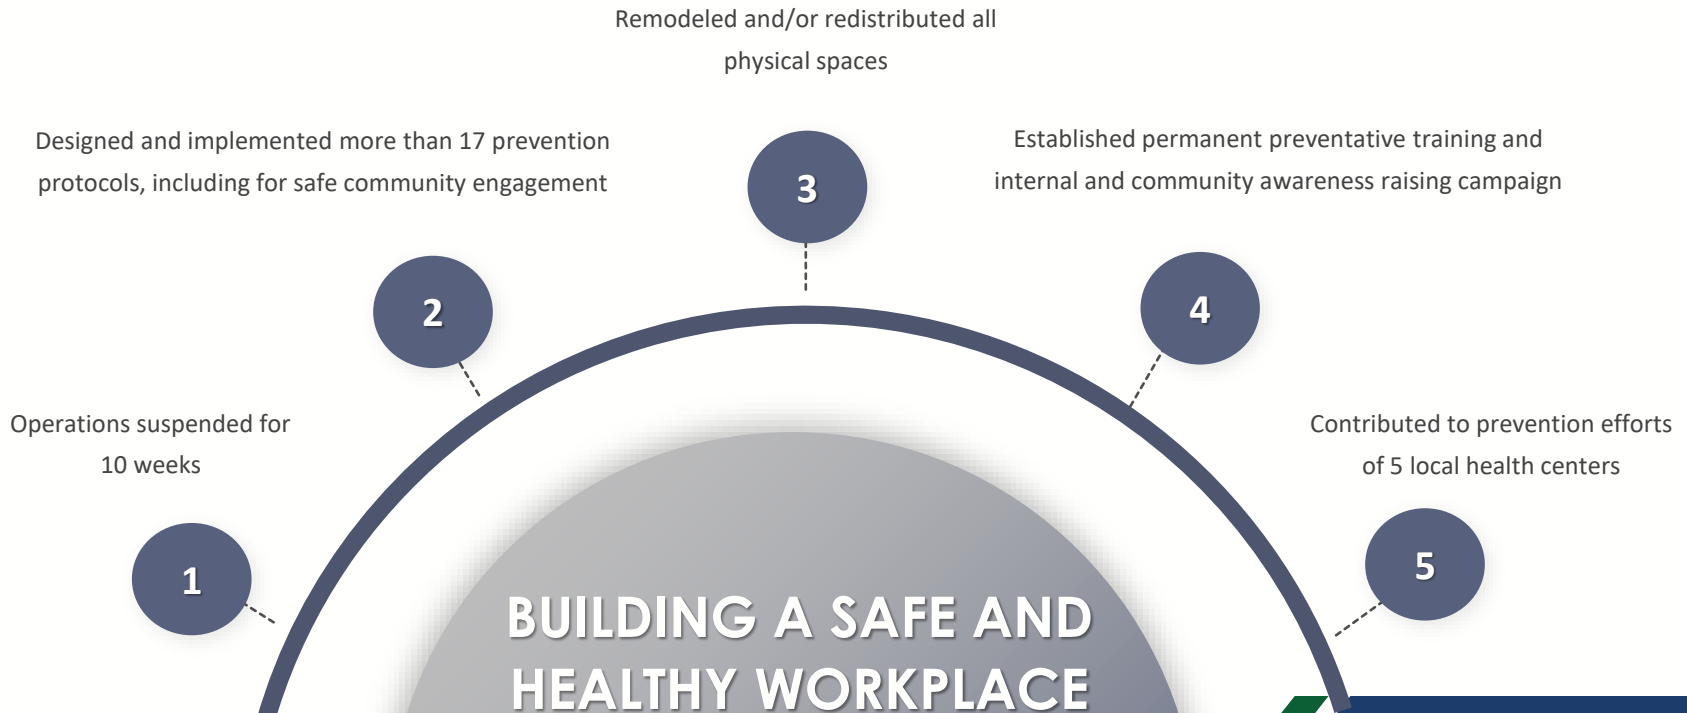 Remodeled and/or redistributed all
physical spaces
Designed and implemented more than 17 prevention
protocols, including for safe community engagement
Established permanent preventative training and
internal and community awareness raising campaign
3
2
4
Operations suspended for
10 weeks
Contributed to prevention efforts
of 5 local health centers
1
5
BUILDING A SAFE AND
HEALTHY WORKPLACE